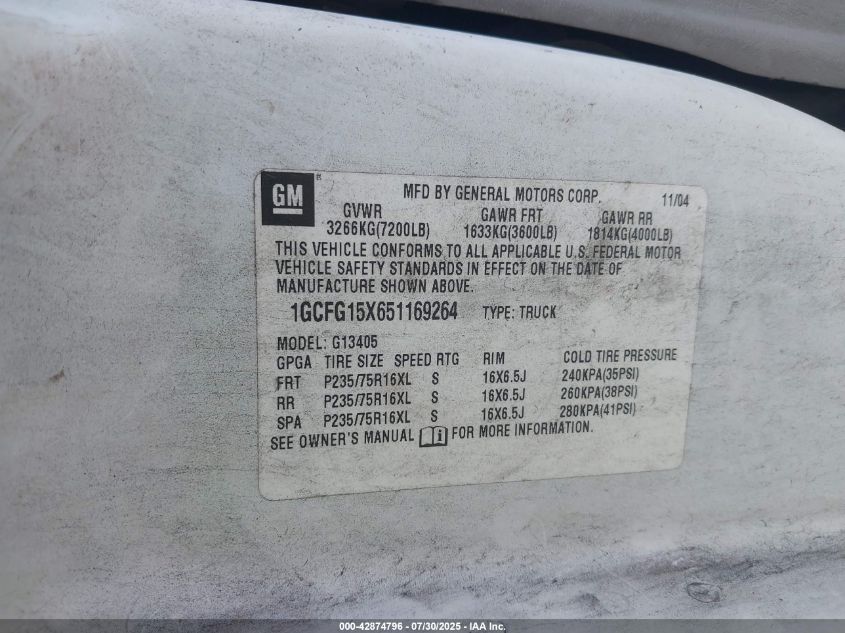 GM ®
MFD BY GENERAL MOTORS CORP. 11/04
GVWR GAWR FRT GAWR RR
3266KG(7200LB) 1633KG(3600LB) 1814KG(4000LB)
THIS VEHICLE CONFORMS TO ALL APPLICABLE U.S. FEDERAL MOTOR
VEHICLE SAFETY STANDARDS IN EFFECT ON THE DATE OF
MANUFACTURE SHOWN ABOVE.
1GCFG15X651169264 TYPE: TRUCK
MODEL: G13405
GPGA TIRE SIZE SPEED RTG RIM COLD TIRE PRESSURE
FRT P235/75R16XL S 16X6.5J 240KPA(35PSI)
RR P235/75R16XL S 16X6.5J 260KPA(38PSI)
SPA P235/75R16XL S 16X6.5J 280KPA(41PSI)
SEE OWNER'S MANUAL FOR MORE INFORMATION.
000-42874796 - 07/30/2025 - IAA Inc.